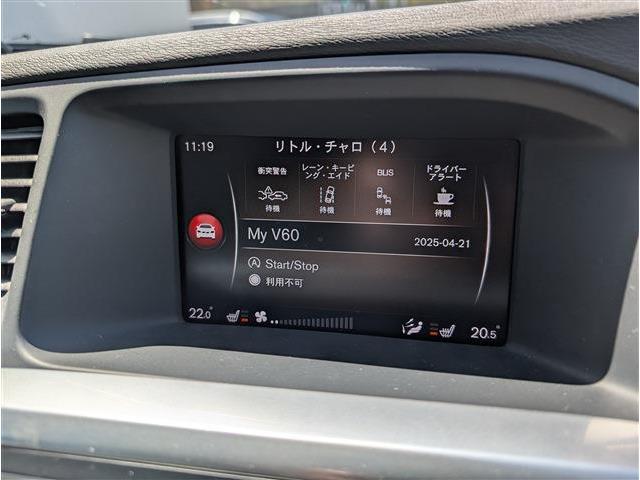 11:19 リトル・チャロ(4)
衝突警告 レーン・キーピ BLIS ドライバー
ング・エイド アラート
待機 待機 待機 待機
My V60 2025-04-21
A Start/Stop
利用不可
22.0° 20.5°